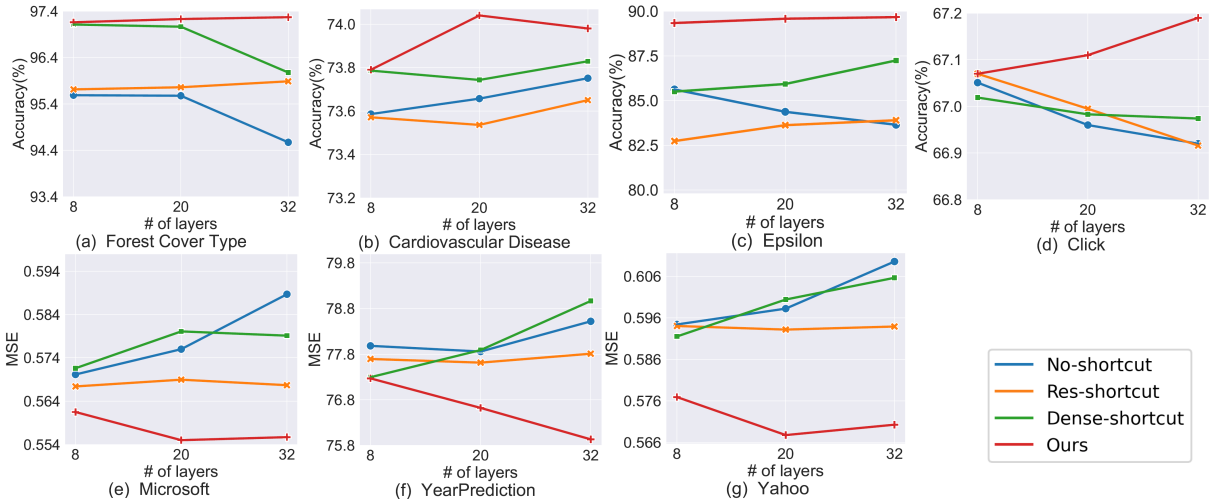 97.4
96.4
95.4
94.4
93.4
Accuracy(%)
8 20 32
# of layers
(a) Forest Cover Type
74.0
73.8
73.6
73.4
73.2
Accuracy(%)
8 20 32
# of layers
(b) Cardiovascular Disease
90.0
87.5
85.0
82.5
80.0
Accuracy(%)
8 20 32
# of layers
(c) Epsilon
67.2
67.1
67.0
66.9
66.8
Accuracy(%)
8 20 32
# of layers
(d) Click
0.594
0.584
0.574
0.564
0.554
MSE
8 20 32
# of layers
(e) Microsoft
79.8
78.8
77.8
76.8
75.8
MSE
8 20 32
# of layers
(f) YearPrediction
0.606
0.596
0.586
0.576
0.566
MSE
8 20 32
# of layers
(g) Yahoo
No-shortcut
Res-shortcut
Dense-shortcut
Ours